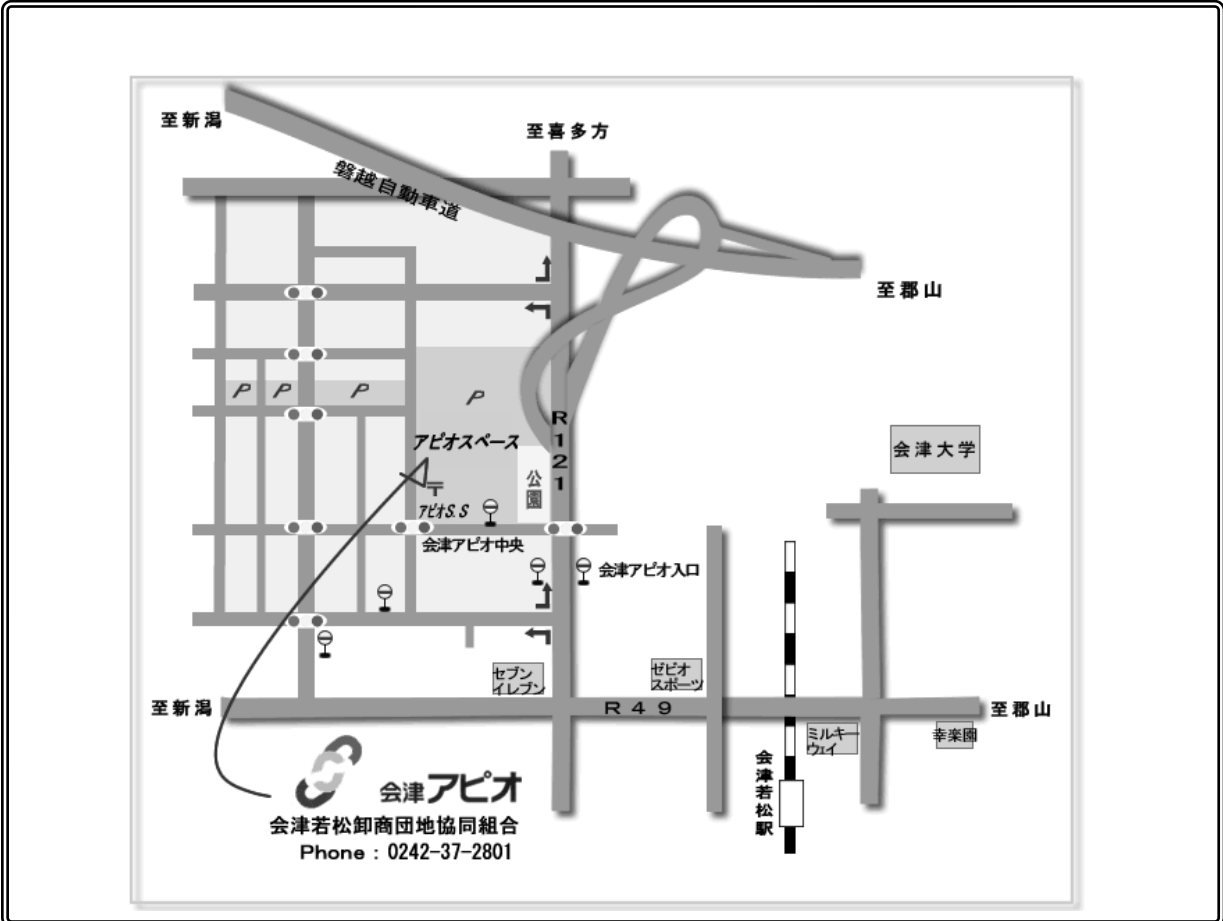 至新潟
至喜多方
磐越自動車道
至郡山
P
P
P
P
R121
アピオスペース
〒
公園
アピオS.S
会津大学
会津アピオ中央
会津アピオ入口
セブン
イレブン
ゼビオ
スポーツ
至新潟
R49
至郡山
ミルキー
ウェイ
幸楽園
会津若松駅
会津アピオ
会津若松卸商団地協同組合
Phone : 0242-37-2801